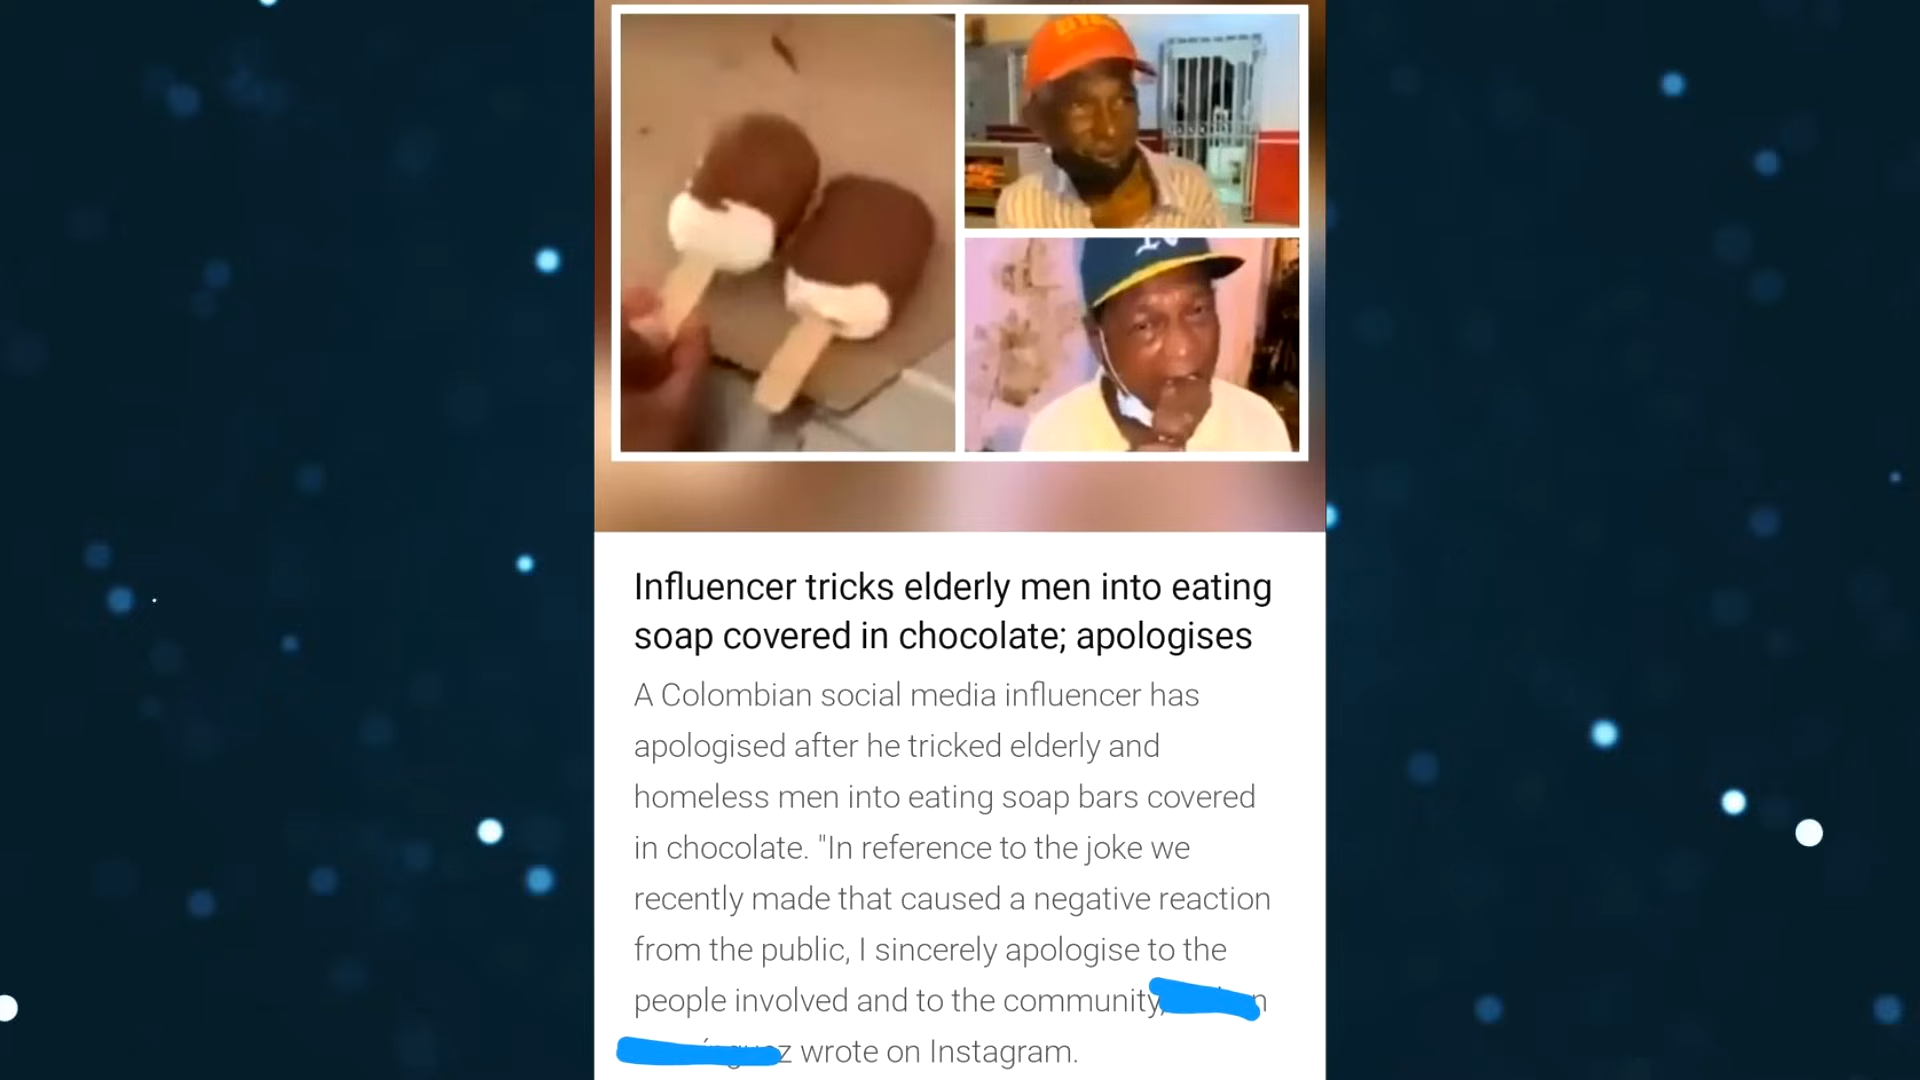 Influencer tricks elderly men into eating
soap covered in chocolate; apologises
A Colombian social media influencer has
apologised after he tricked elderly and
homeless men into eating soap bars covered
in chocolate. "In reference to the joke we
recently made that caused a negative reaction
from the public, I sincerely apologise to the
people involved and to the community,
wrote on Instagram.